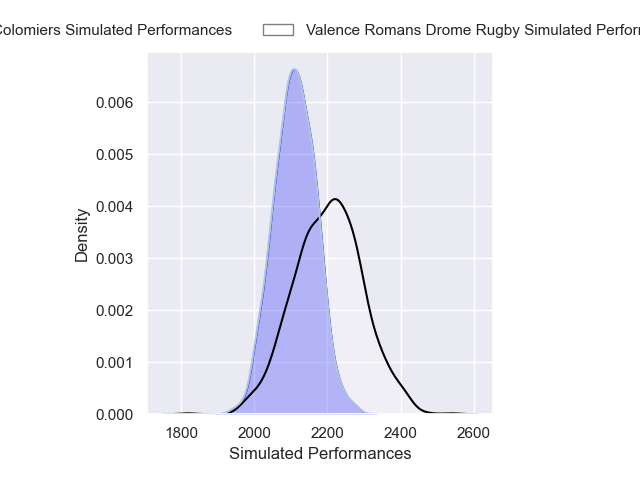 Colomiers Simulated Performances Valence Romans Drome Rugby Simulated Perfor
0.006
0.005
0.004
0.003
0.002
0.001
0.000
Density
1800 2000 2200 2400 2600
Simulated Performances